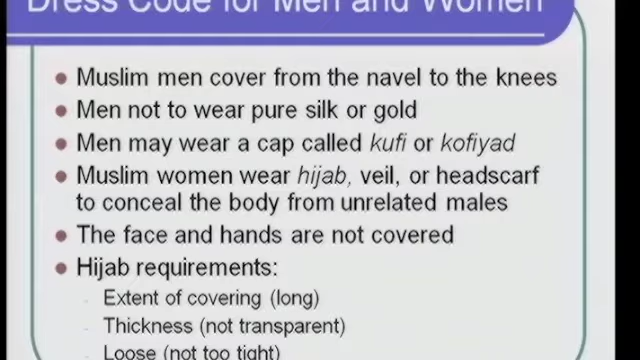 Dress Code for Men and Women
Muslim men cover from the navel to the knees
Men not to wear pure silk or gold
Men may wear a cap called kufi or kofiyad
Muslim women wear hijab, veil, or headscarf
to conceal the body from unrelated males
The face and hands are not covered
Hijab requirements:
- Extent of covering (long)
- Thickness (not transparent)
- Loose (not too tight)